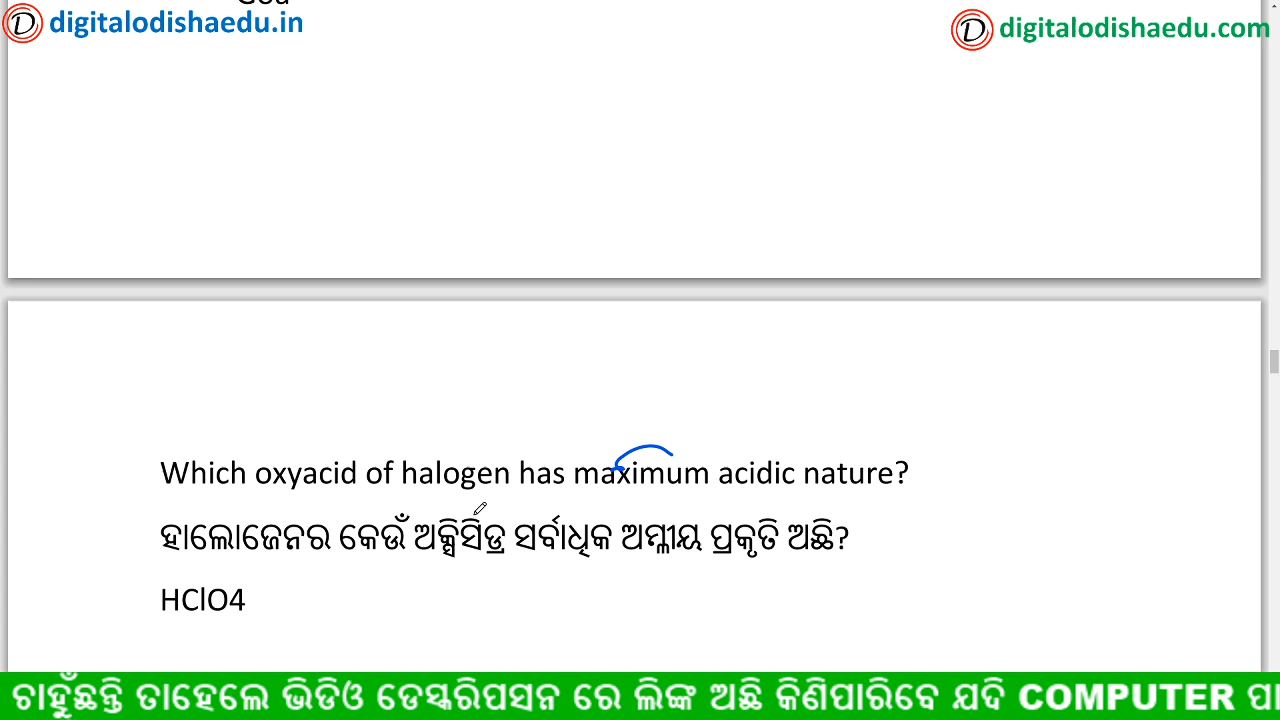 digitalodishaedu.in
digitalodishaedu.com
Which oxyacid of halogen has maximum acidic nature?
ହାଲୋଜେନର କେଉଁ ଅକ୍ସିସିଡ୍ର ସର୍ବାଧିକ ଅମ୍ଳୀୟ ପ୍ରକୃତି ଅଛି?
HClO4
ଚାହୁଁଛନ୍ତି ତାହେଲେ ଭିଡିଓ ଡେସ୍କରିପସନ ରେ ଲିଙ୍କ ଅଛି କିଣିପାରିବେ ଯଦି COMPUTER